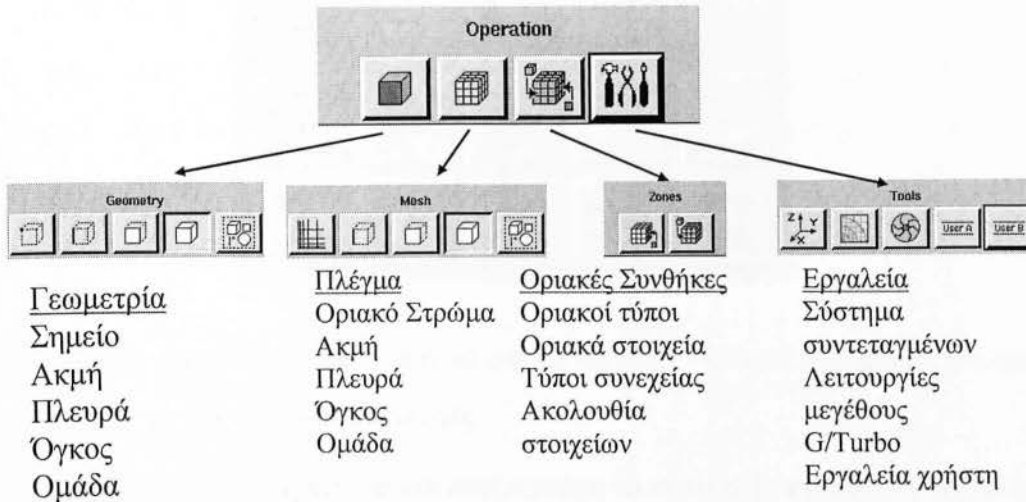 Operation
Geometry
Mesh
Zones
Tools
Z Y X
User A
User B
Γεωμετρία
Σημείο
Ακμή
Πλευρά
Όγκος
Ομάδα
Πλέγμα
Οριακό Στρώμα
Ακμή
Πλευρά
Όγκος
Ομάδα
Οριακές Συνθήκες
Οριακοί τύποι
Οριακά στοιχεία
Τύποι συνεχείας
Ακολουθία
στοιχείων
Εργαλεία
Σύστημα
συντεταγμένων
Λειτουργίες
μεγέθους
G/Turbo
Εργαλεία χρήστη